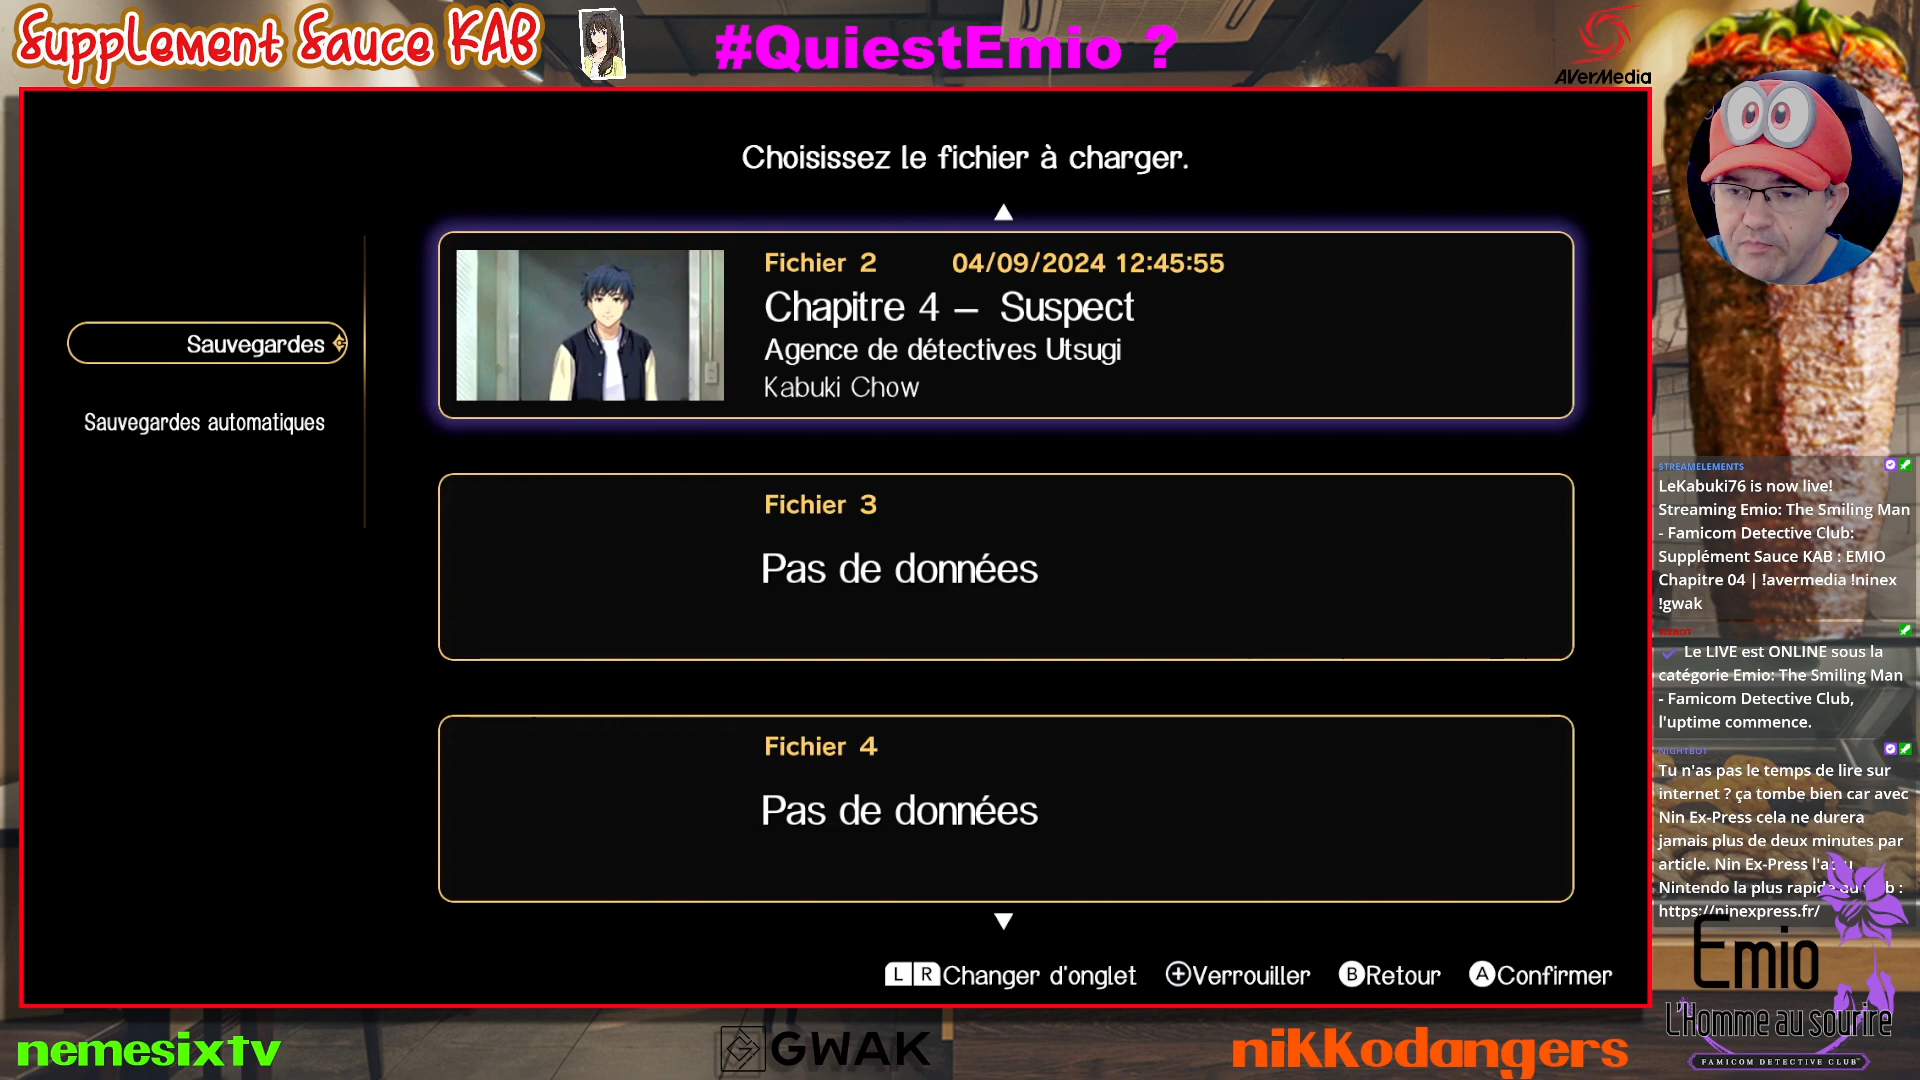 Supplement Sauce KAB
#QuiestEmio ?
AVerMedia
Choisissez le fichier à charger.
Sauvegardes
Sauvegardes automatiques
Fichier 2 04/09/2024 12:45:55
Chapitre 4 – Suspect
Agence de détectives Utsugi
Kabuki Chow
Fichier 3
Pas de données
Fichier 4
Pas de données
L R Changer d'onglet + Verrouiller B Retour A Confirmer
STREAMELEMENTS
LeKabuki76 is now live!
Streaming Emio: The Smiling Man
- Famicom Detective Club:
Supplément Sauce KAB : EMIO
Chapitre 04 | !avermedia !ninex
!gwak
Le LIVE est ONLINE sous la
catégorie Emio: The Smiling Man
- Famicom Detective Club,
l'uptime commence.
NIGHTBOT
Tu n'as pas le temps de lire sur
internet ? ça tombe bien car avec
Nin Ex-Press cela ne durera
jamais plus de deux minutes par
article. Nin Ex-Press l'actu
Nintendo la plus rapide du web :
https://ninexpress.fr/
Emio
L'Homme au sourire
FAMICOM DETECTIVE CLUB
nemesixtv
GWAK
nikkodangers